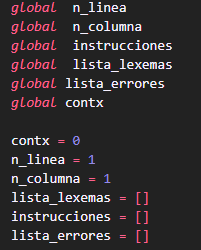 global n_linea
global n_columna
global instrucciones
global lista_lexemas
global lista_errores
global contx
contx = 0
n_linea = 1
n_columna = 1
lista_lexemas = []
instrucciones = []
lista_errores = []